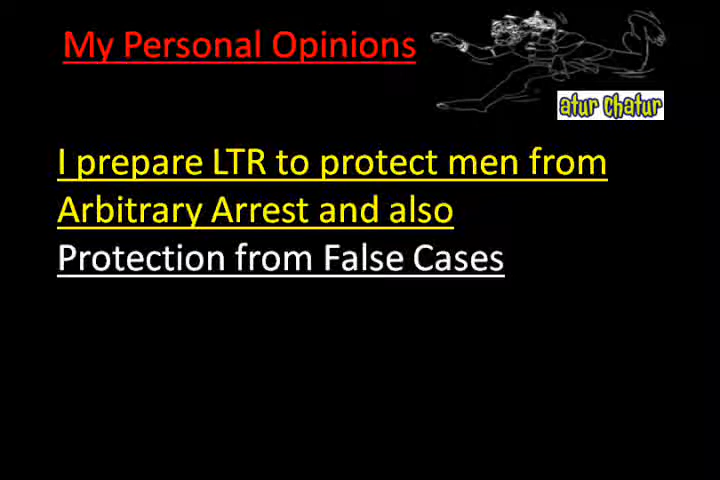 My Personal Opinions
atur chatur
I prepare LTR to protect men from
Arbitrary Arrest and also
Protection from False Cases